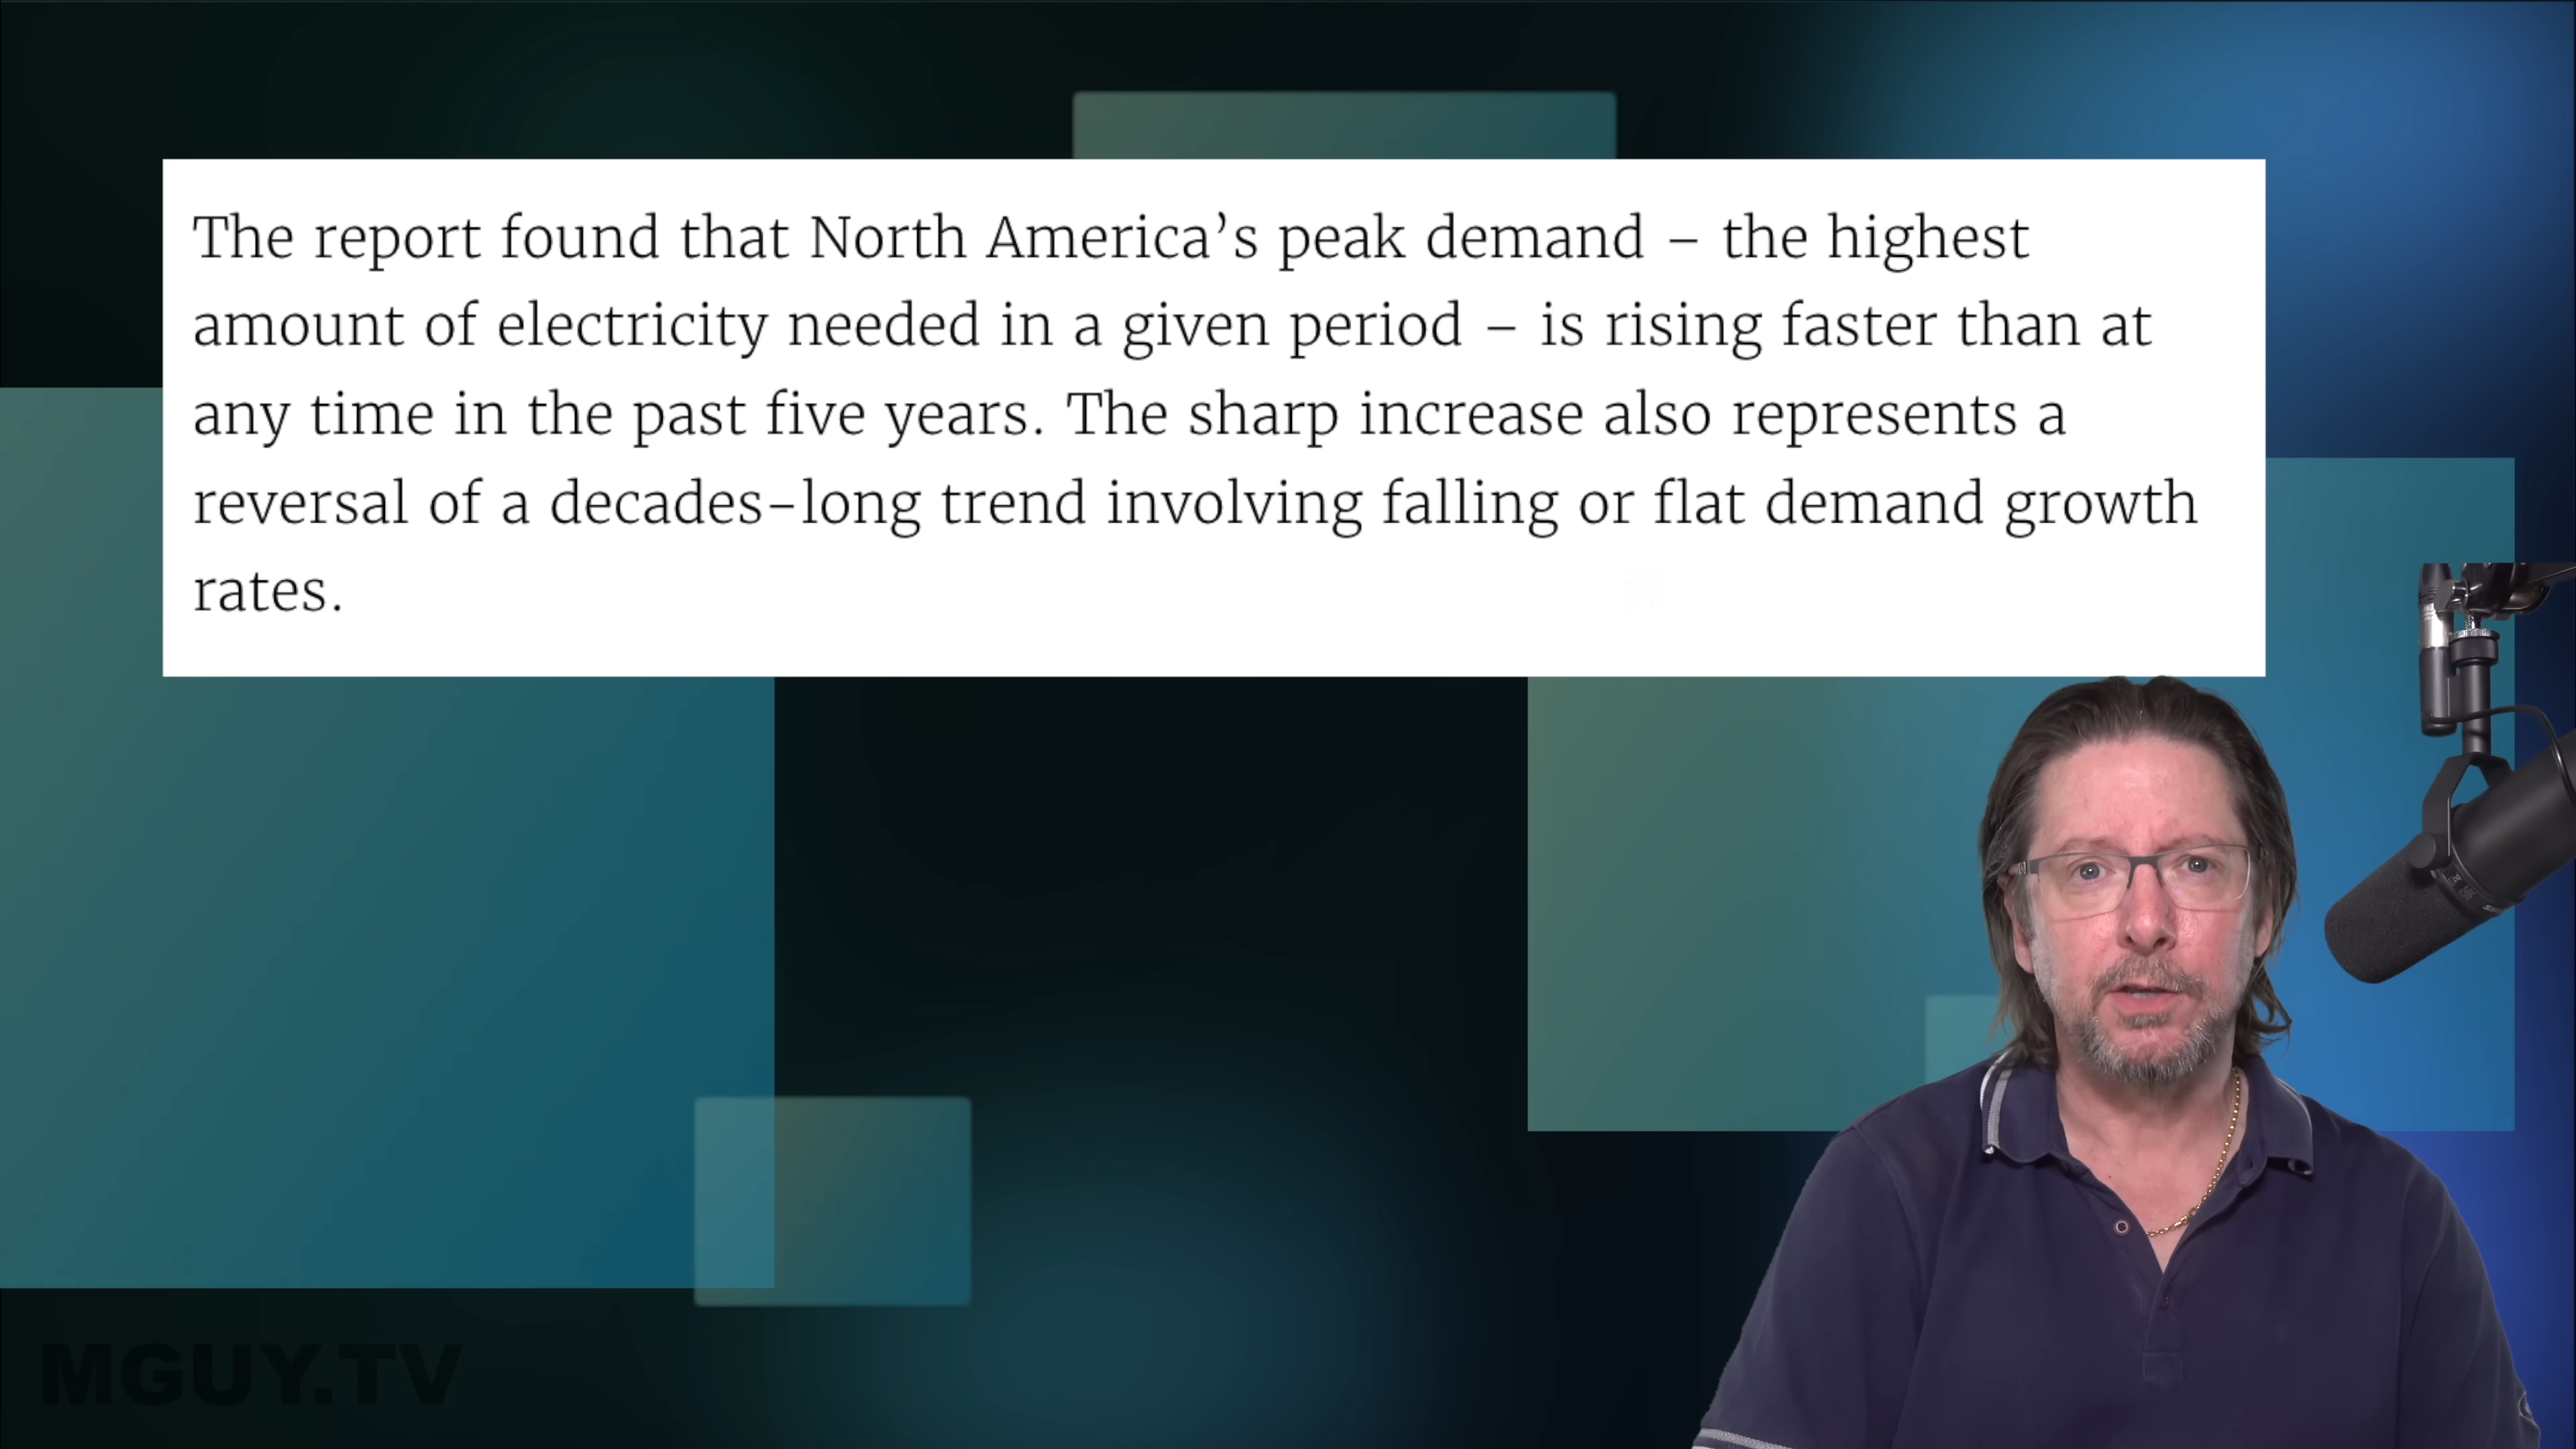 The report found that North America’s peak demand – the highest
amount of electricity needed in a given period – is rising faster than at
any time in the past five years. The sharp increase also represents a
reversal of a decades-long trend involving falling or flat demand growth
rates.
MGUY.TV